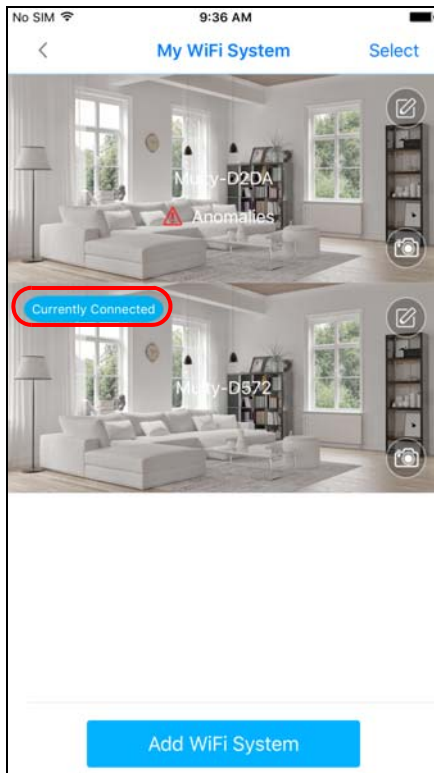 No SIM
9:36 AM
My WiFi System
Select
Multy-D2DA
Anomalies
Currently Connected
Multy-D572
Add WiFi System